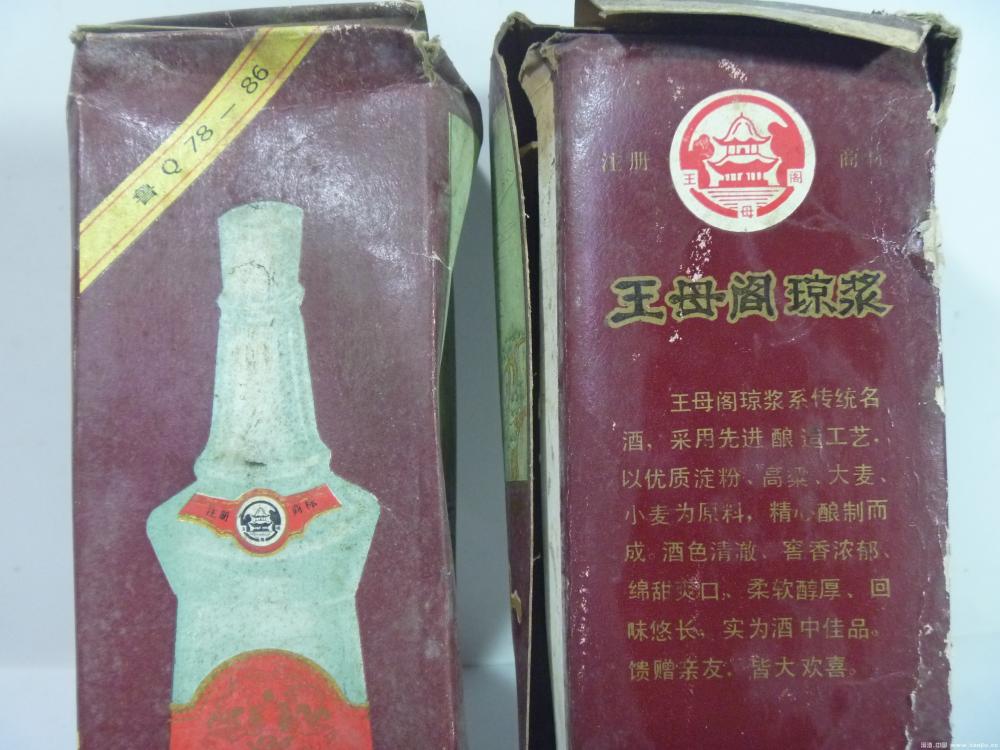 鲁Q 78-86
注册 商标
注册 商标
王 母 阁
王母阁琼浆
王母阁琼浆系传统名
酒，采用先进酿造工艺，
以优质淀粉、高粱、大麦、
小麦为原料，精心酿制而
成。酒色清澈、窖香浓郁、
绵甜爽口、柔软醇厚、回
味悠长，实为酒中佳品。
馈赠亲友，皆大欢喜。